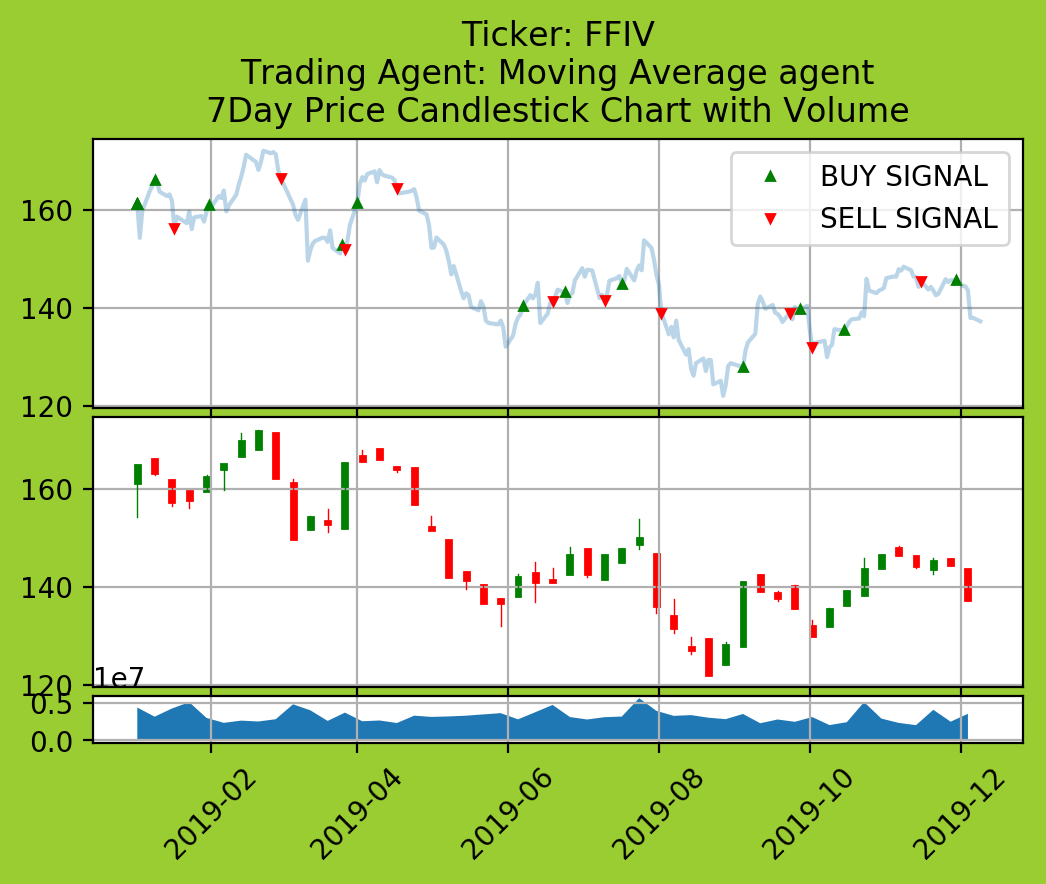 Ticker: FFIV
Trading Agent: Moving Average agent
7Day Price Candlestick Chart with Volume
BUY SIGNAL
SELL SIGNAL
160
140
120
160
140
120
1e7
0.5
0.0
2019-02
2019-04
2019-06
2019-08
2019-10
2019-12